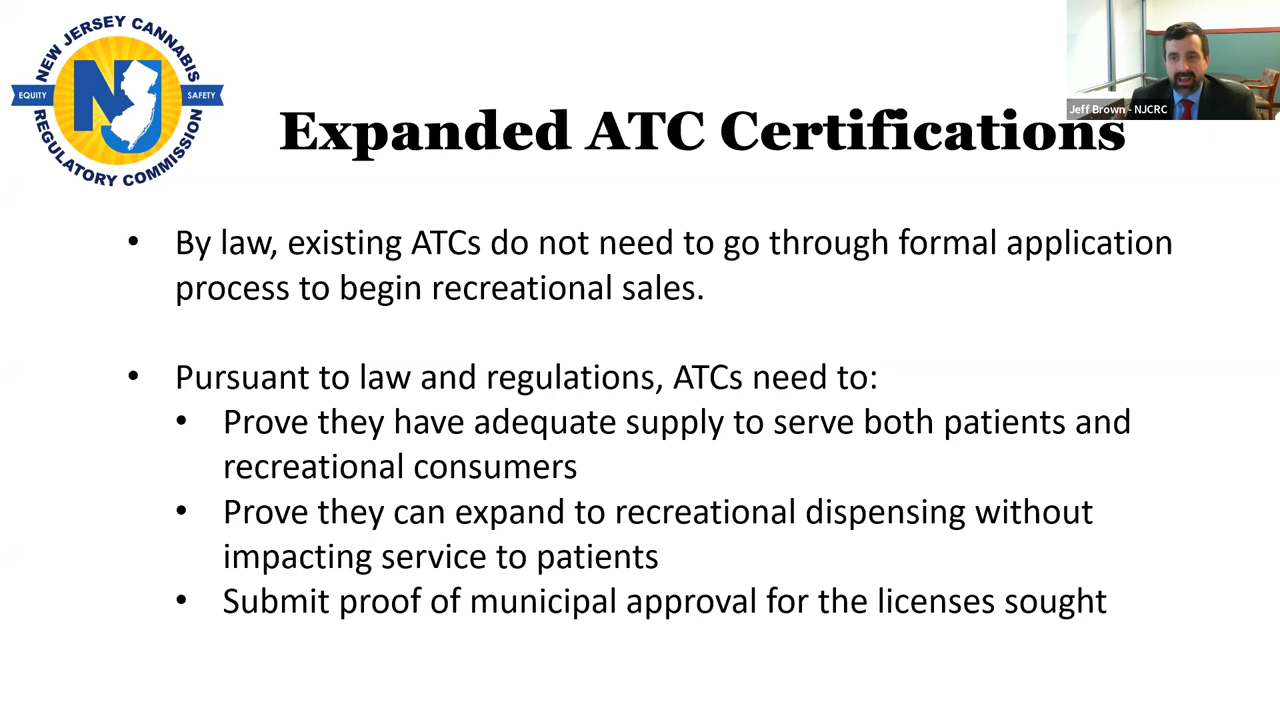 NEW JERSEY CANNABIS
EQUITY
NJ
SAFETY
REGULATORY COMMISSION
Jeff Brown - NJCRC
Expanded ATC Certifications
• By law, existing ATCs do not need to go through formal application
process to begin recreational sales.
• Pursuant to law and regulations, ATCs need to:
• Prove they have adequate supply to serve both patients and
recreational consumers
• Prove they can expand to recreational dispensing without
impacting service to patients
• Submit proof of municipal approval for the licenses sought